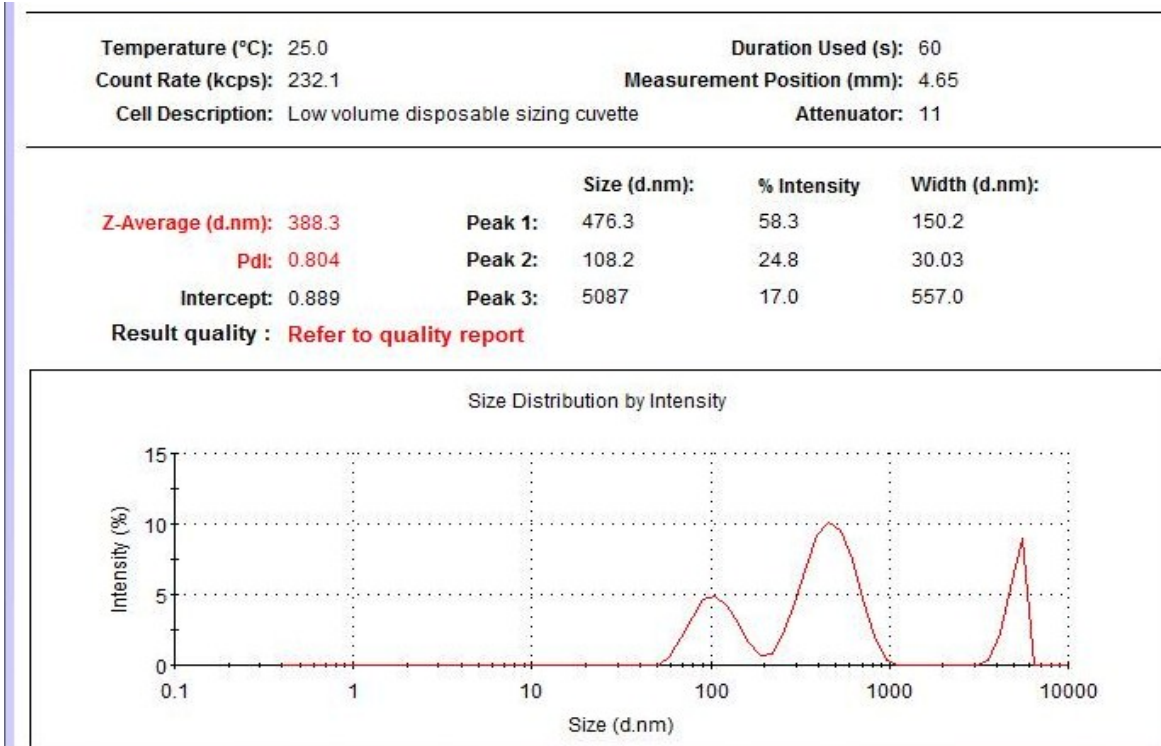 Temperature (°C): 25.0 Duration Used (s): 60
Count Rate (kcps): 232.1 Measurement Position (mm): 4.65
Cell Description: Low volume disposable sizing cuvette Attenuator: 11
Size (d.nm): % Intensity Width (d.nm):
Z-Average (d.nm): 388.3 Peak 1: 476.3 58.3 150.2
PdI: 0.804 Peak 2: 108.2 24.8 30.03
Intercept: 0.889 Peak 3: 5087 17.0 557.0
Result quality : Refer to quality report
Size Distribution by Intensity
15
10
5
0
Intensity (%)
0.1 1 10 100 1000 10000
Size (d.nm)